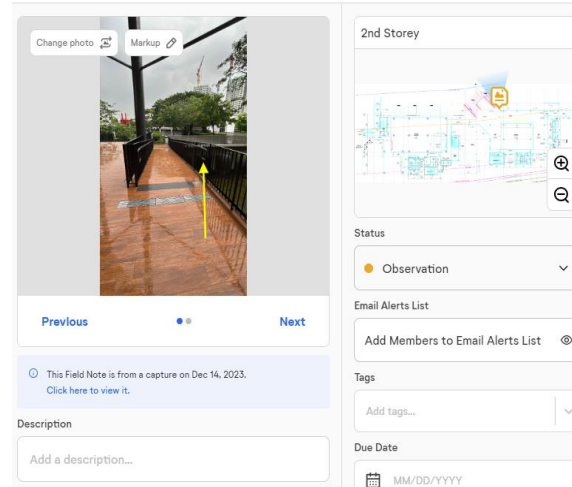 Change photo
Markup
Previous
Next
This Field Note is from a capture on Dec 14, 2023.
Click here to view it.
Description
Add a description...
2nd Storey
Status
Observation
Email Alerts List
Add Members to Email Alerts List
Tags
Add tags...
Due Date
MM/DD/YYYY